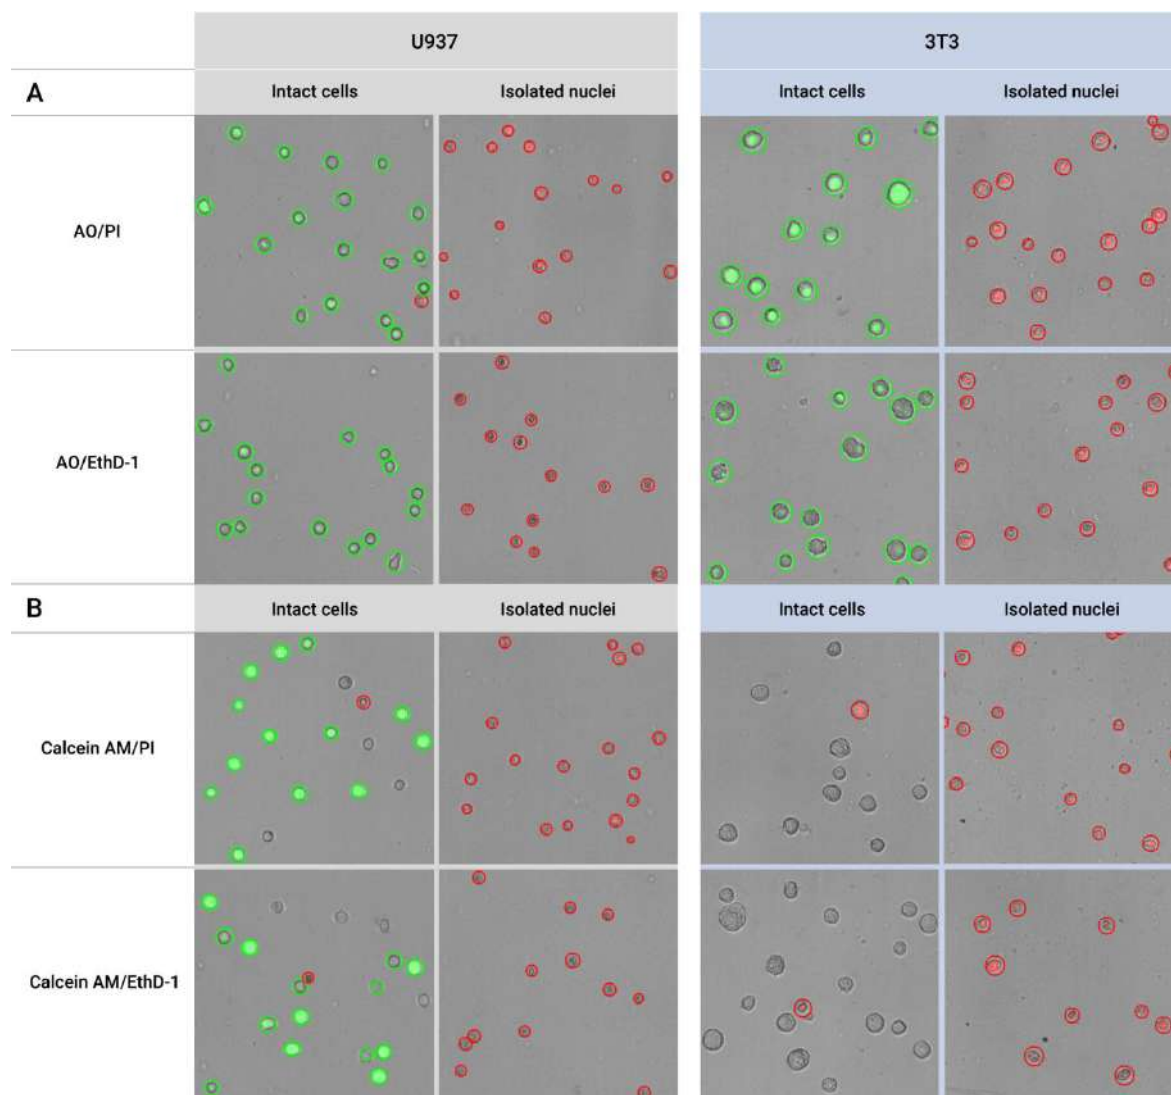 U937 3T3
A Intact cells Isolated nuclei Intact cells Isolated nuclei
AO/PI
AO/EthD-1
B Intact cells Isolated nuclei Intact cells Isolated nuclei
Calcein AM/PI
Calcein AM/EthD-1